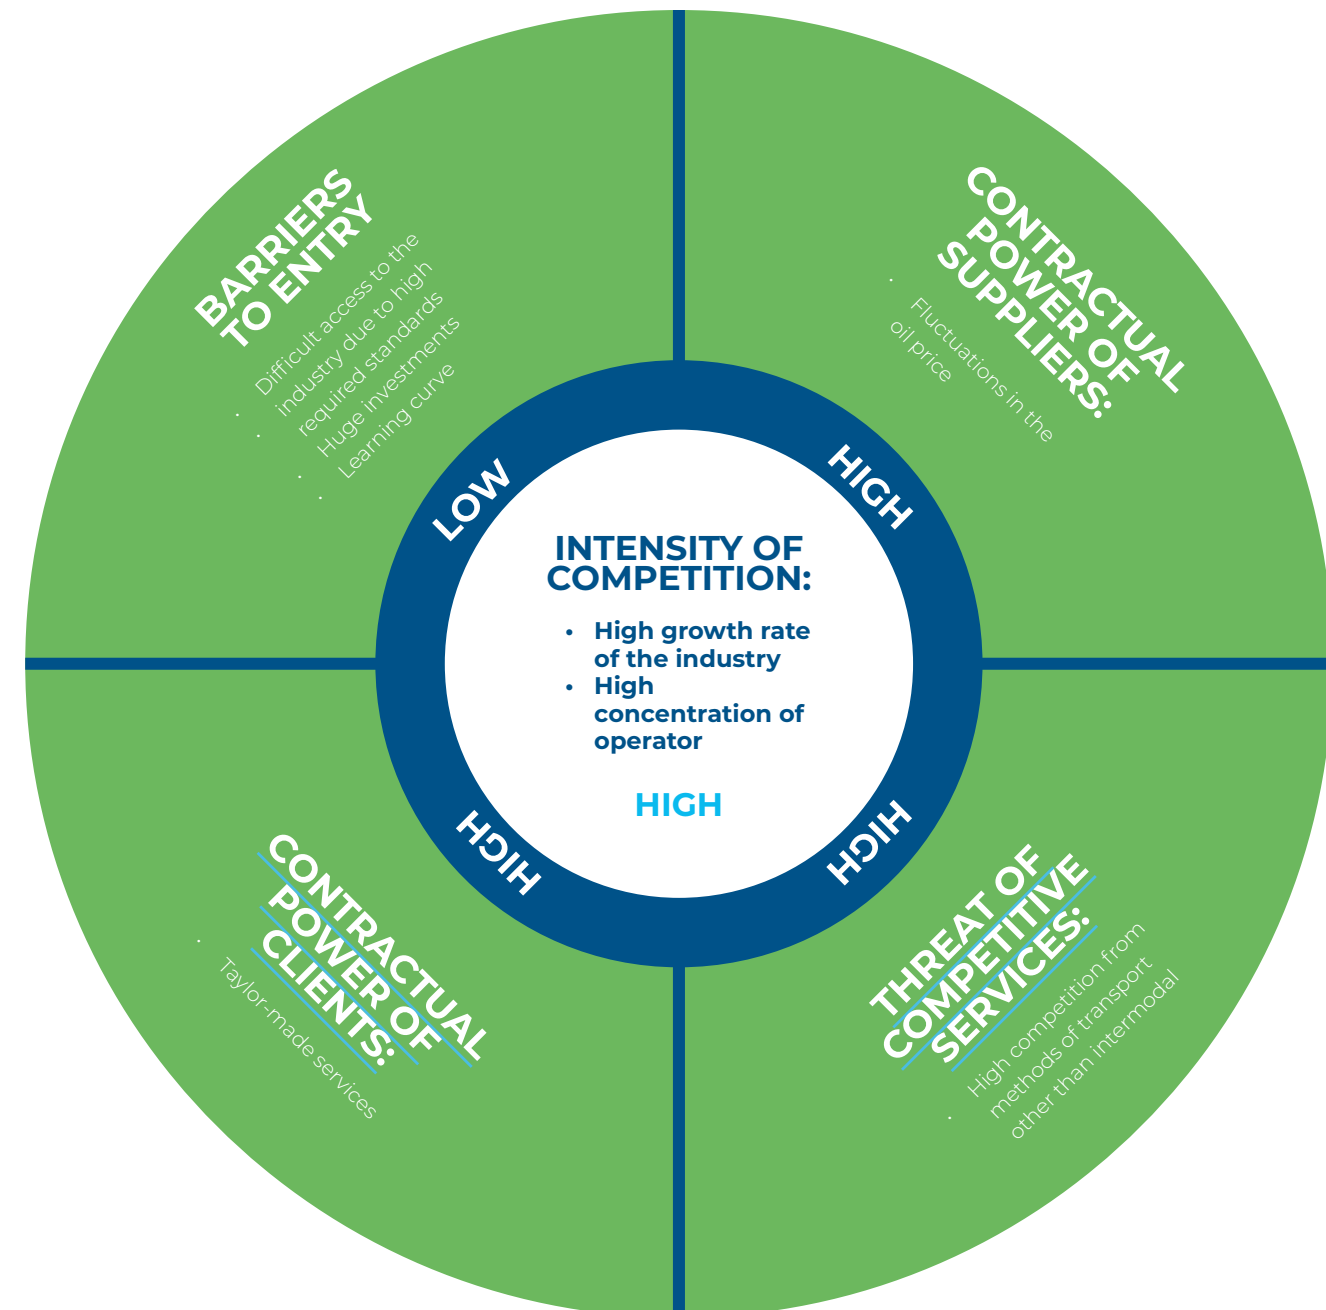 BARRIERS
TO ENTRY
• Difficult access to the
• industry due to high
required standards
• Huge investments
• Learning curve
CONTRACTUAL
POWER OF
SUPPLIERS:
• Fluctuations in the
oil price
LOW
HIGH
INTENSITY OF
COMPETITION:
• High growth rate
of the industry
• High
concentration of
operator
HIGH
HIGH
HIGH
CONTRACTUAL
POWER OF
CLIENTS:
• Taylor-made services
THREAT OF
COMPETITIVE
SERVICES:
• High competition from
methods of transport
other than intermodal